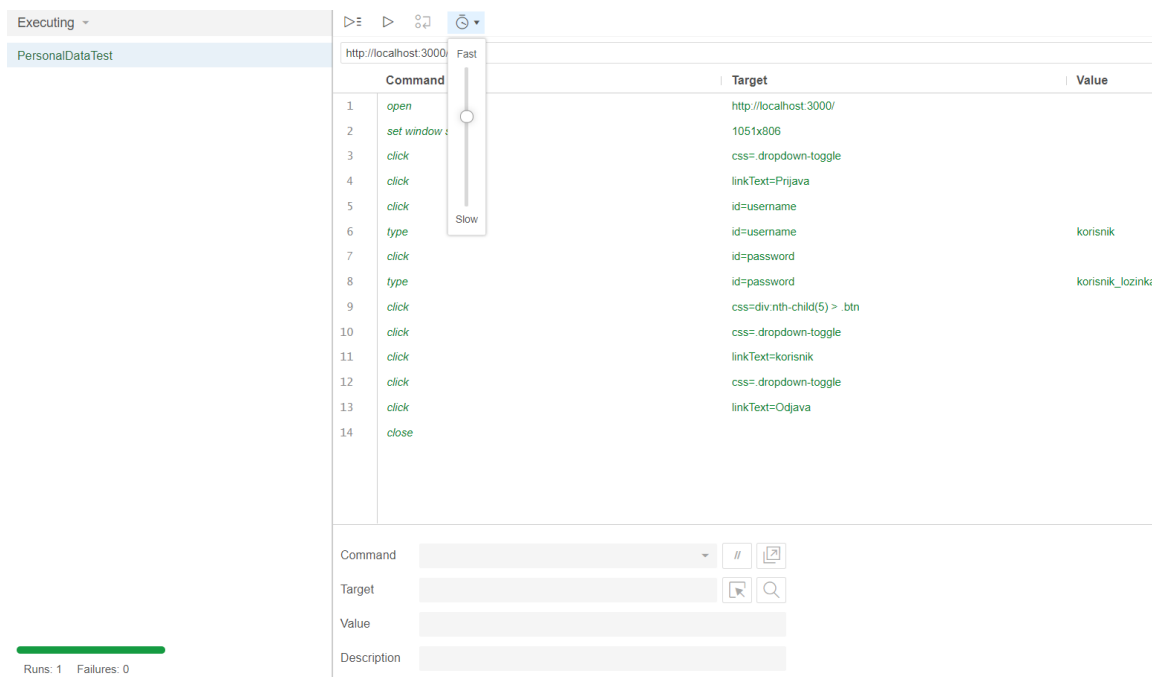 Executing
PersonalDataTest
Runs: 1 Failures: 0
http://localhost:3000/
Fast
Slow
Command Target Value
1 open http://localhost:3000/
2 set window s 1051x806
3 click css=.dropdown-toggle
4 click linkText=Prijava
5 click id=username
6 type id=username korisnik
7 click id=password
8 type id=password korisnik_lozinka
9 click css=div:nth-child(5) > .btn
10 click css=.dropdown-toggle
11 click linkText=korisnik
12 click css=.dropdown-toggle
13 click linkText=Odjava
14 close
Command //
Target
Value
Description